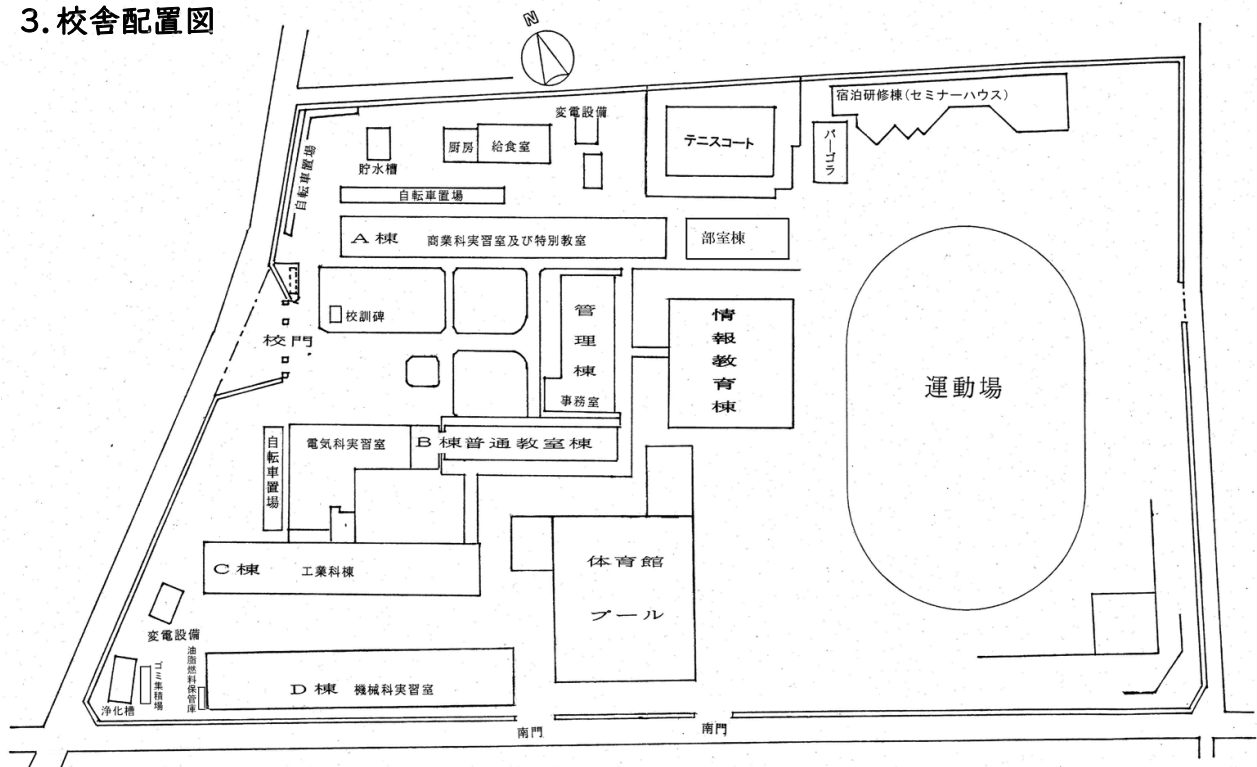 3.校舎配置図
N
宿泊研修棟(セミナーハウス)
変電設備
テニスコート
パーゴラ
厨房
給食室
自転車置場
貯水槽
自転車置場
A棟 商業科実習室及び特別教室
部室棟
校訓碑
管理棟
情報教育棟
校門
運動場
事務室
自転車置場
電気科実習室
B棟普通教室棟
体育館
C棟 工業科棟
プール
変電設備
油脂燃料保管庫
ゴミ集積場
D棟 機械科実習室
浄化槽
南門
南門